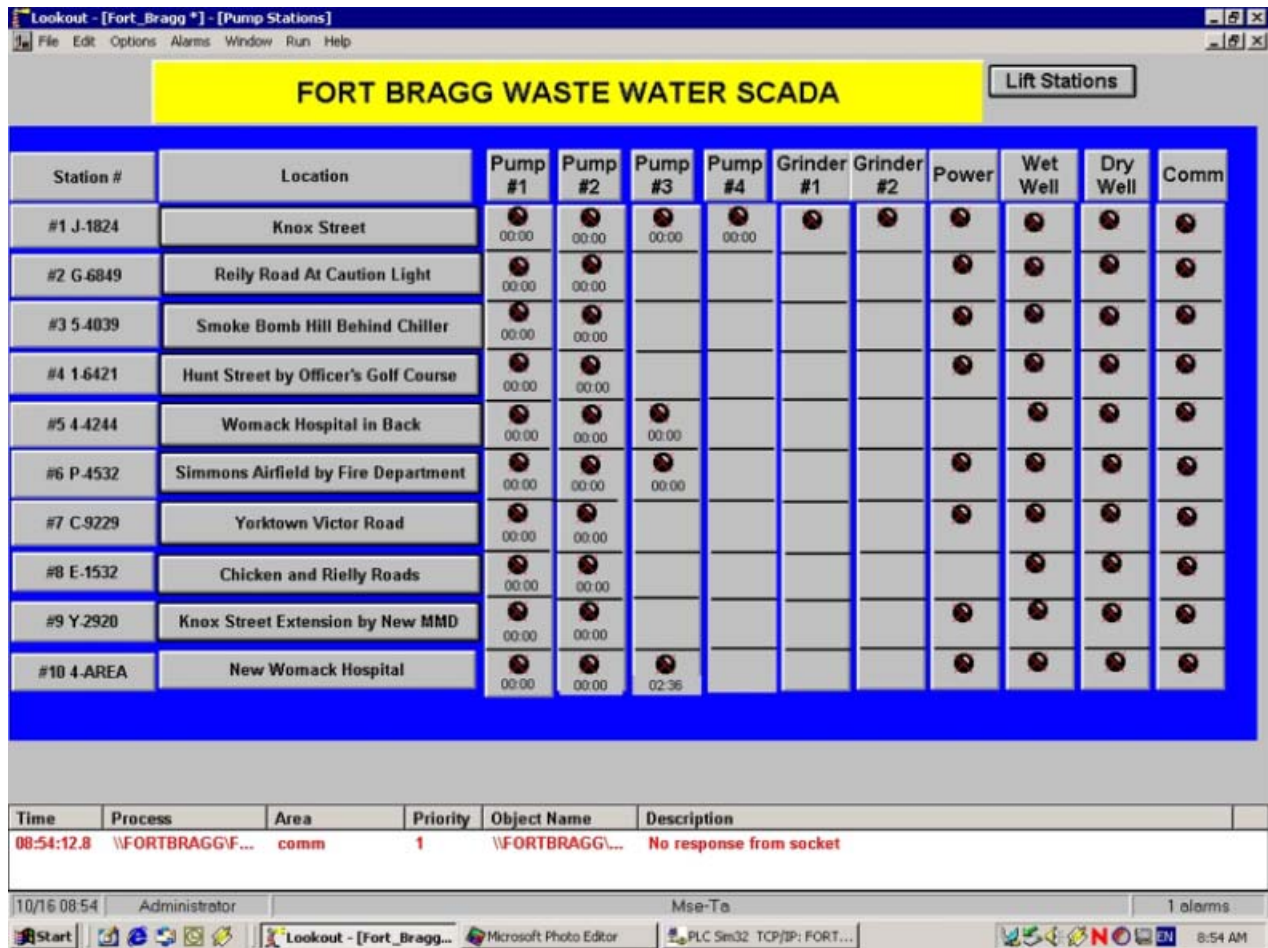 Lookout - [Fort_Bragg *] - [Pump Stations]
File Edit Options Alarms Window Run Help
FORT BRAGG WASTE WATER SCADA
Lift Stations
Station # Location Pump #1 Pump #2 Pump #3 Pump #4 Grinder #1 Grinder #2 Power Wet Well Dry Well Comm
#1 J-1824 Knox Street 00:00 00:00 00:00 00:00
#2 G-6849 Reily Road At Caution Light 00:00 00:00
#3 5-4039 Smoke Bomb Hill Behind Chiller 00:00 00:00
#4 1-6421 Hunt Street by Officer's Golf Course 00:00 00:00
#5 4-4244 Womack Hospital in Back 00:00 00:00 00:00
#6 P-4532 Simmons Airfield by Fire Department 00:00 00:00 00:00
#7 C-9229 Yorktown Victor Road 00:00 00:00
#8 E-1532 Chicken and Rielly Roads 00:00 00:00
#9 Y-2920 Knox Street Extension by New MMD 00:00 00:00
#10 4-AREA New Womack Hospital 00:00 00:00 02:36
Time Process Area Priority Object Name Description
08:54:12.8 \\FORTBRAGG\F... comm 1 \\FORTBRAGG\... No response from socket
10/16 08:54 Administrator Mse-Ta 1 alarms
Start Lookout - [Fort_Bragg... Microsoft Photo Editor PLC Sim32 TCP/IP: FORT... N EN 8:54 AM